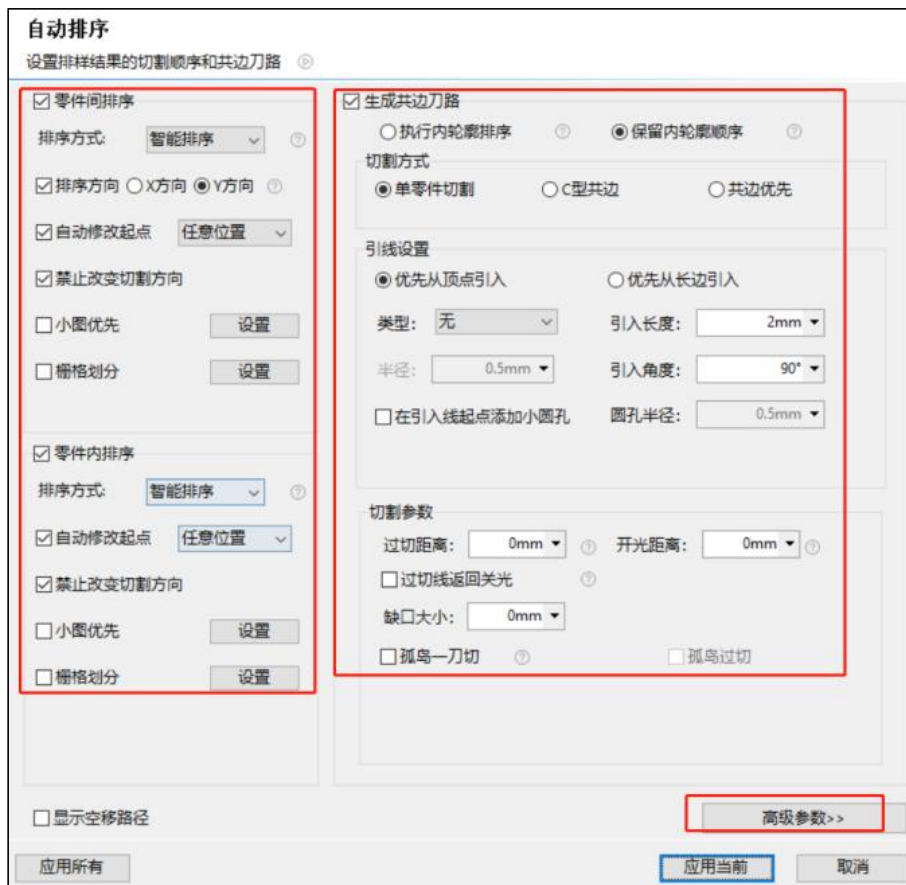 自动排序
设置排样结果的切割顺序和共边刀路
零件间排序
排序方式: 智能排序
排序方向 X方向 Y方向
自动修改起点 任意位置
禁止改变切割方向
小图优先 设置
栅格划分 设置
零件内排序
排序方式: 智能排序
自动修改起点 任意位置
禁止改变切割方向
小图优先 设置
栅格划分 设置
生成共边刀路
执行内轮廓排序 保留内轮廓顺序
切割方式
单零件切割 C型共边 共边优先
引线设置
优先从顶点引入 优先从长边引入
类型: 无 引入长度: 2mm
半径: 0.5mm 引入角度: 90°
在引入线起点添加小圆孔 圆孔半径: 0.5mm
切割参数
过切距离: 0mm 开光距离: 0mm
过切线返回关光
缺口大小: 0mm
孤岛一刀切 孤岛过切
显示空移路径 高级参数>>
应用所有 应用当前 取消